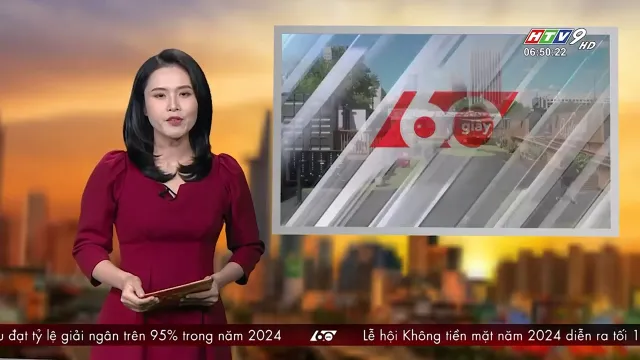 HTV9 HD
06:50:22
60 giây
u đạt tỷ lệ giải ngân trên 95% trong năm 2024 60 Lễ hội Không tiền mặt năm 2024 diễn ra tối 1